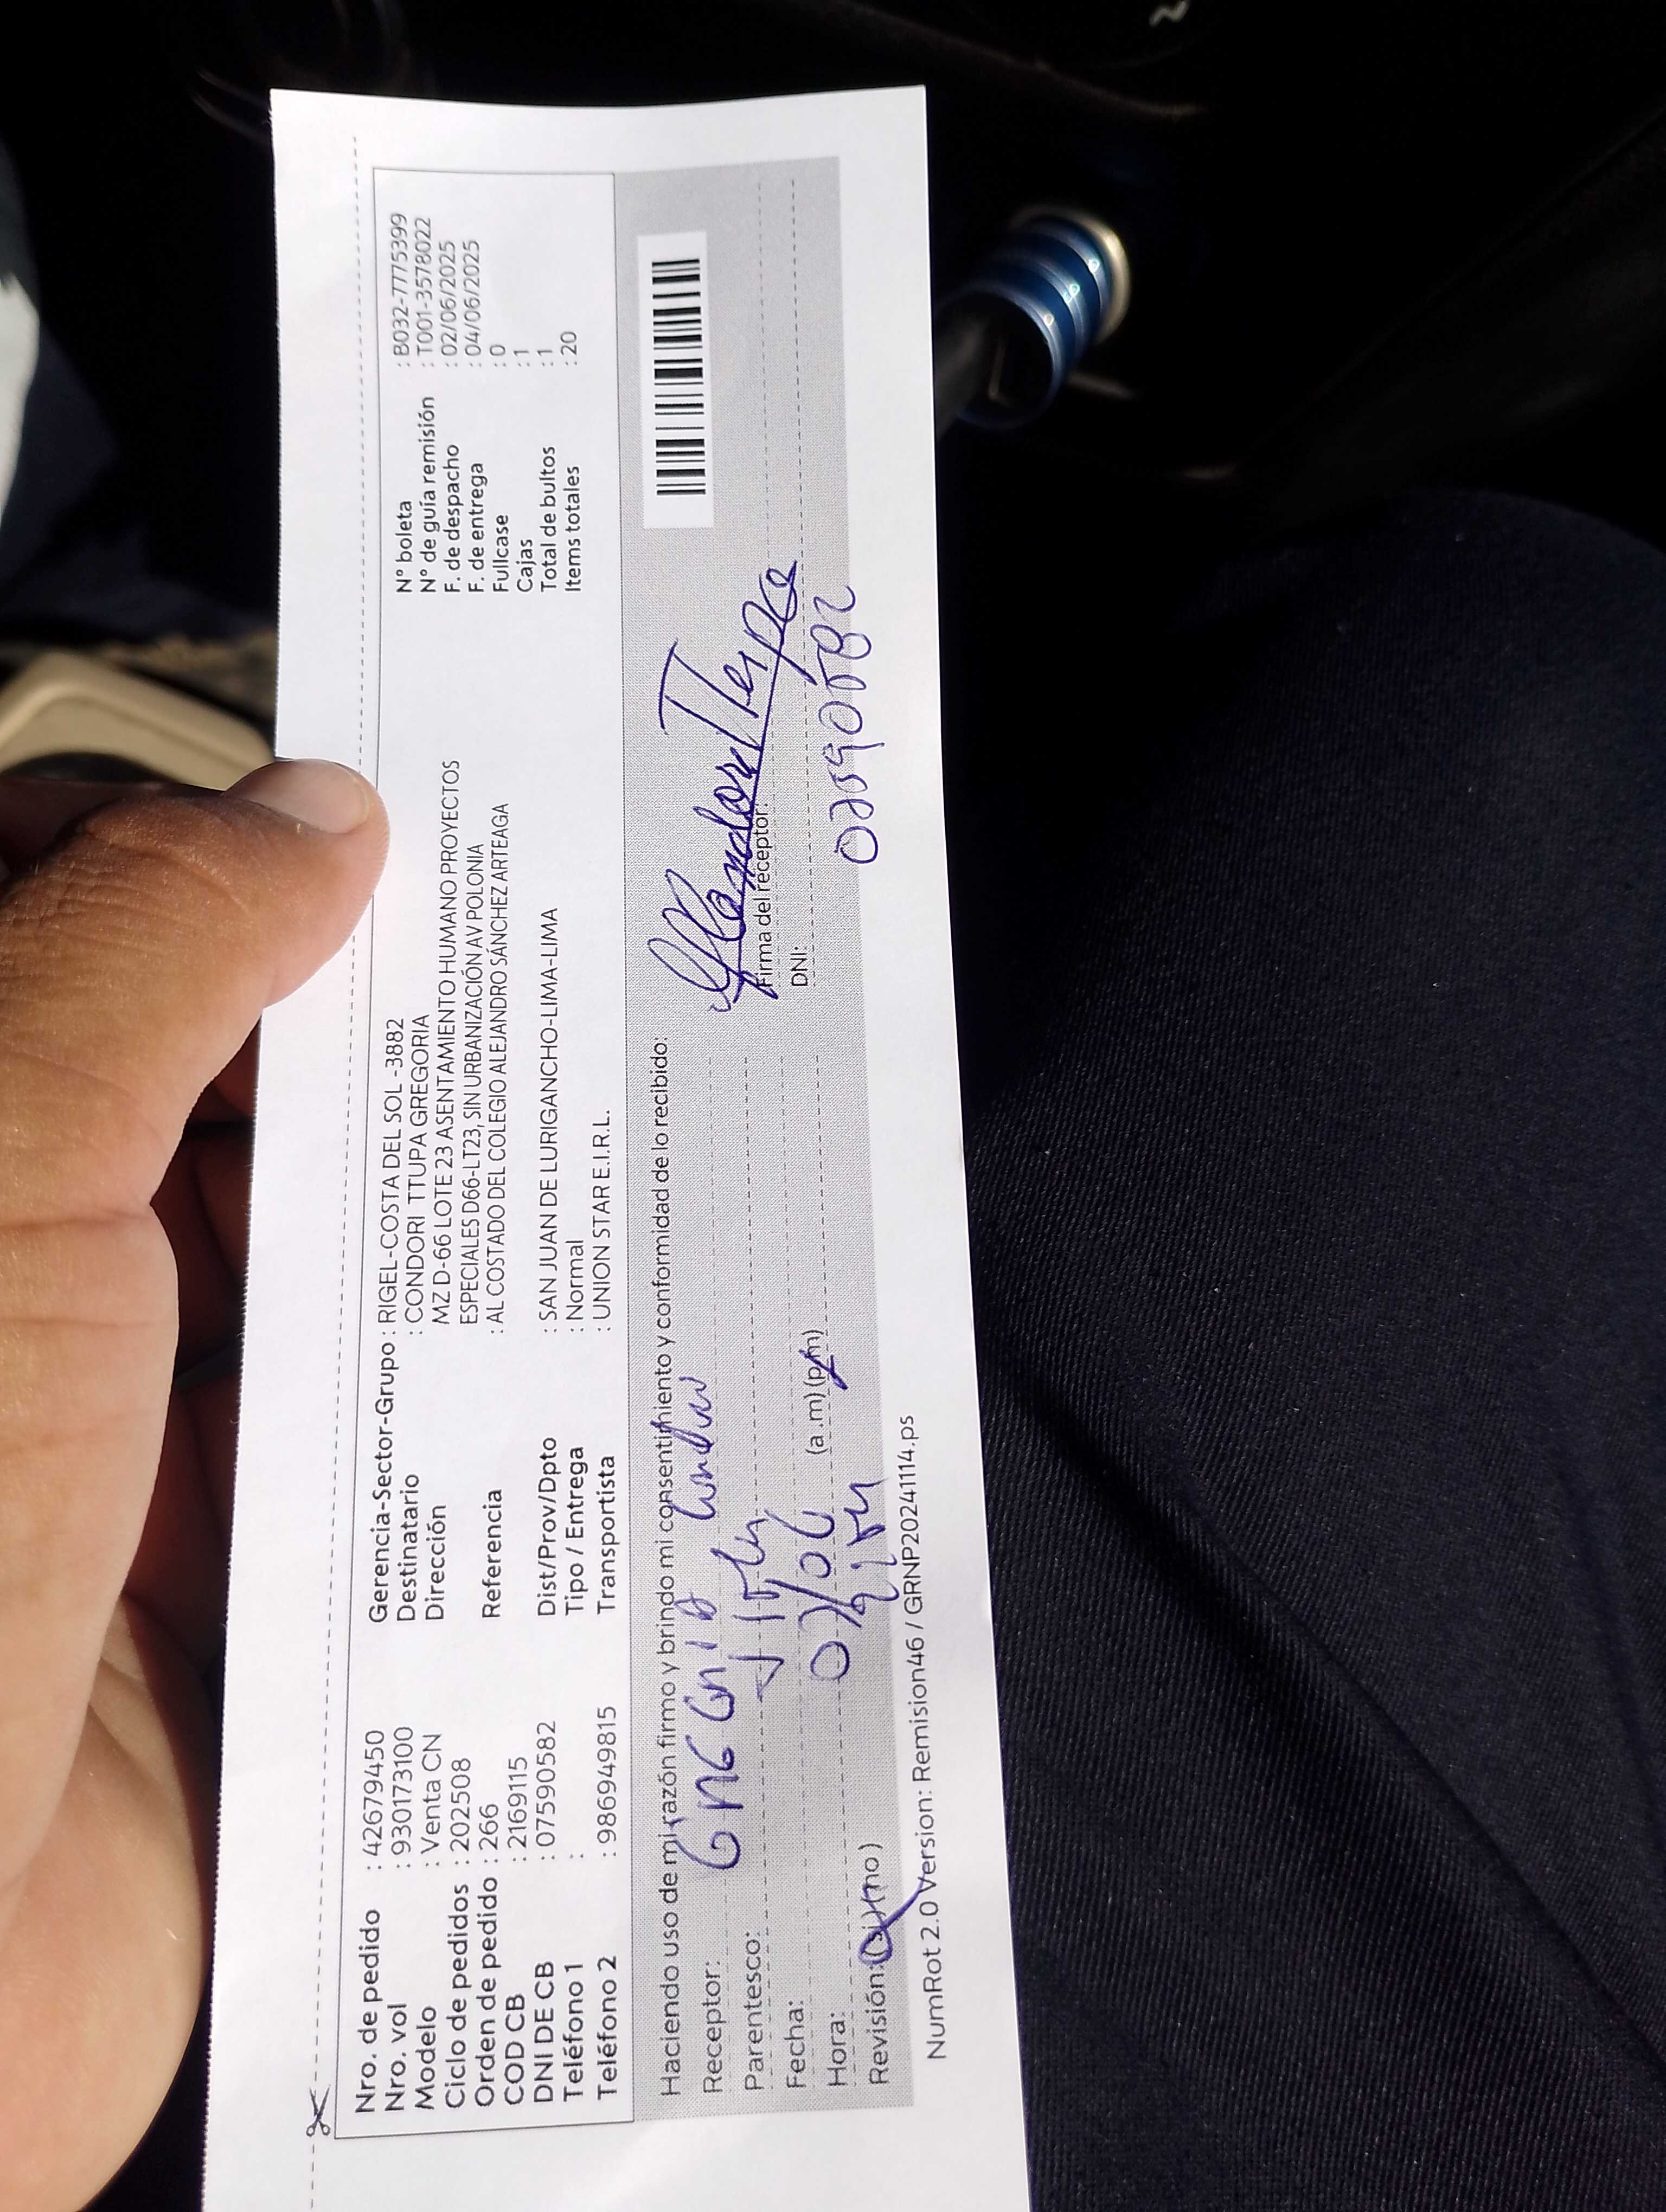 Nro. de pedido : 42679450
Nro. vol : 930173100
Modelo : Venta CN
Ciclo de pedidos : 202508
Orden de pedido : 266
COD CB : 2169115
DNI DE CB : 07590582
Teléfono 1 :
Teléfono 2 : 986949815
Gerencia-Sector-Grupo : RIGEL-COSTA DEL SOL -3882
Destinatario : CONDORI TTUPA GREGORIA
Dirección MZ D-66 LOTE 23 ASENTAMIENTO HUMANO PROYECTOS
ESPECIALES D66-LT23, SIN URBANIZACIÓN AV POLONIA
Referencia : AL COSTADO DEL COLEGIO ALEJANDRO SÁNCHEZ ARTEAGA
Dist/Prov/Dpto : SAN JUAN DE LURIGANCHO-LIMA-LIMA
Tipo / Entrega : Normal
Transportista : UNION STAR E.I.R.L.
N° boleta : B032-7775399
N° de guía remisión : T001-3578022
F. de despacho : 02/06/2025
F. de entrega : 04/06/2025
Fullcase : 0
Cajas : 1
Total de bultos : 1
Items totales : 20
Haciendo uso de mi razón firmo y brindo mi consentimiento y conformidad de lo recibido:
Receptor:
Parentesco:
Fecha:
Hora: (a .m) (p.m)
Revisión:(Si)(no)
Firma del receptor:
DNI: 07590582
NumRot 2.0 Version: Remision46 / GRNP20241114.ps